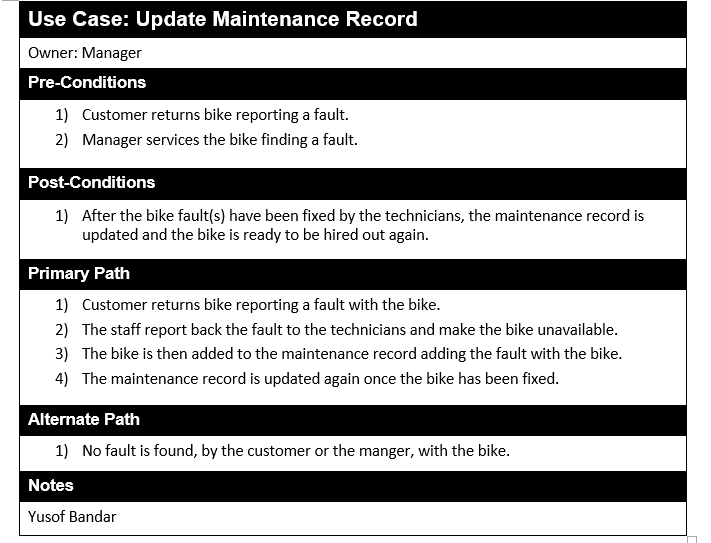 Use Case: Update Maintenance Record
Owner: Manager
Pre-Conditions
1) Customer returns bike reporting a fault.
2) Manager services the bike finding a fault.
Post-Conditions
1) After the bike fault(s) have been fixed by the technicians, the maintenance record is
updated and the bike is ready to be hired out again.
Primary Path
1) Customer returns bike reporting a fault with the bike.
2) The staff report back the fault to the technicians and make the bike unavailable.
3) The bike is then added to the maintenance record adding the fault with the bike.
4) The maintenance record is updated again once the bike has been fixed.
Alternate Path
1) No fault is found, by the customer or the manger, with the bike.
Notes
Yusof Bandar